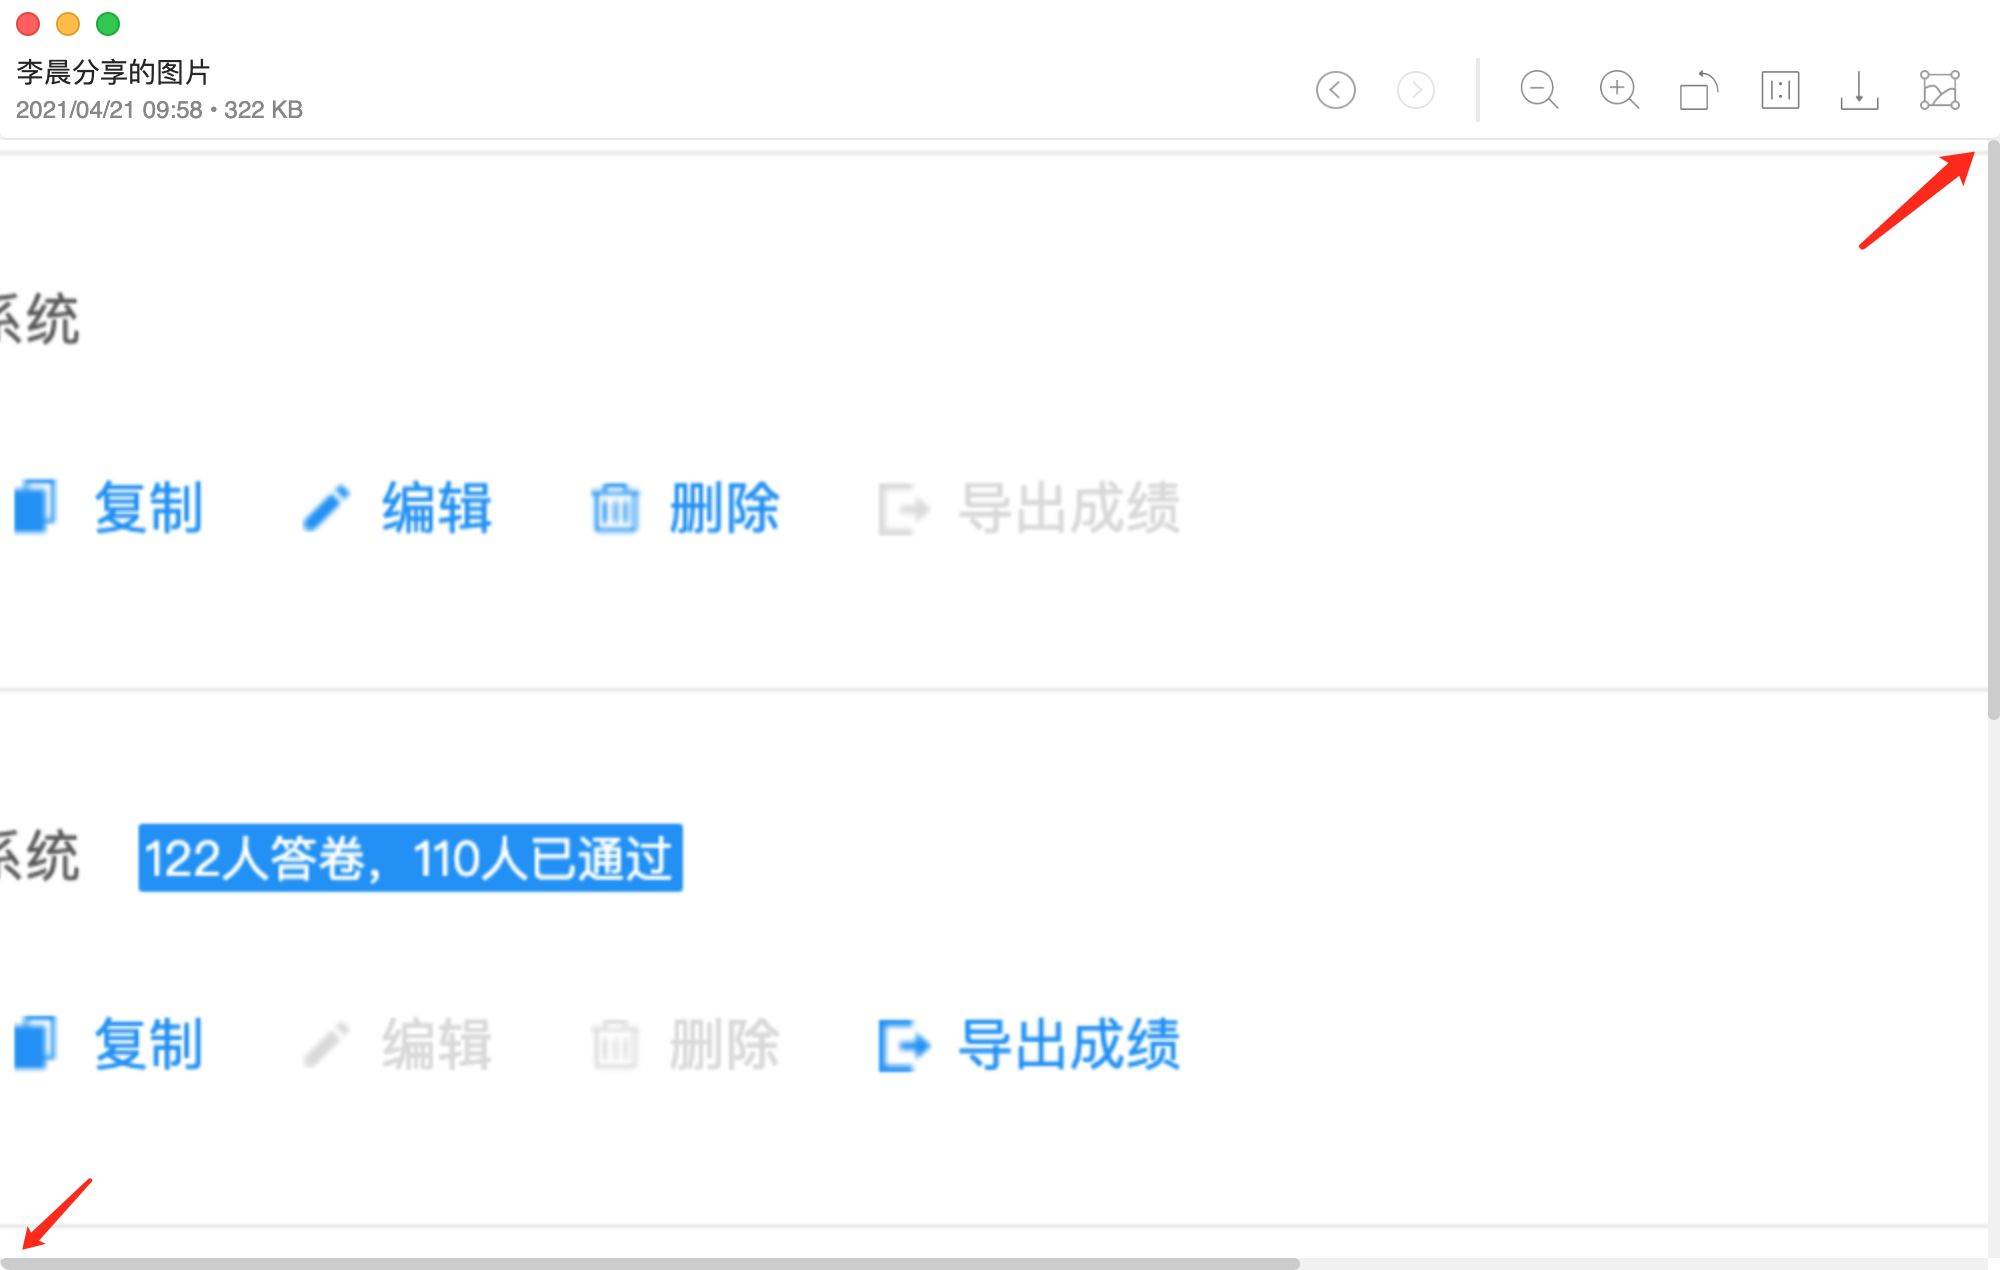 李晨分享的图片
2021/04/21 09:58 • 322 KB
系统
复制 编辑 删除 导出成绩
系统 122人答卷，110人已通过
复制 编辑 删除 导出成绩